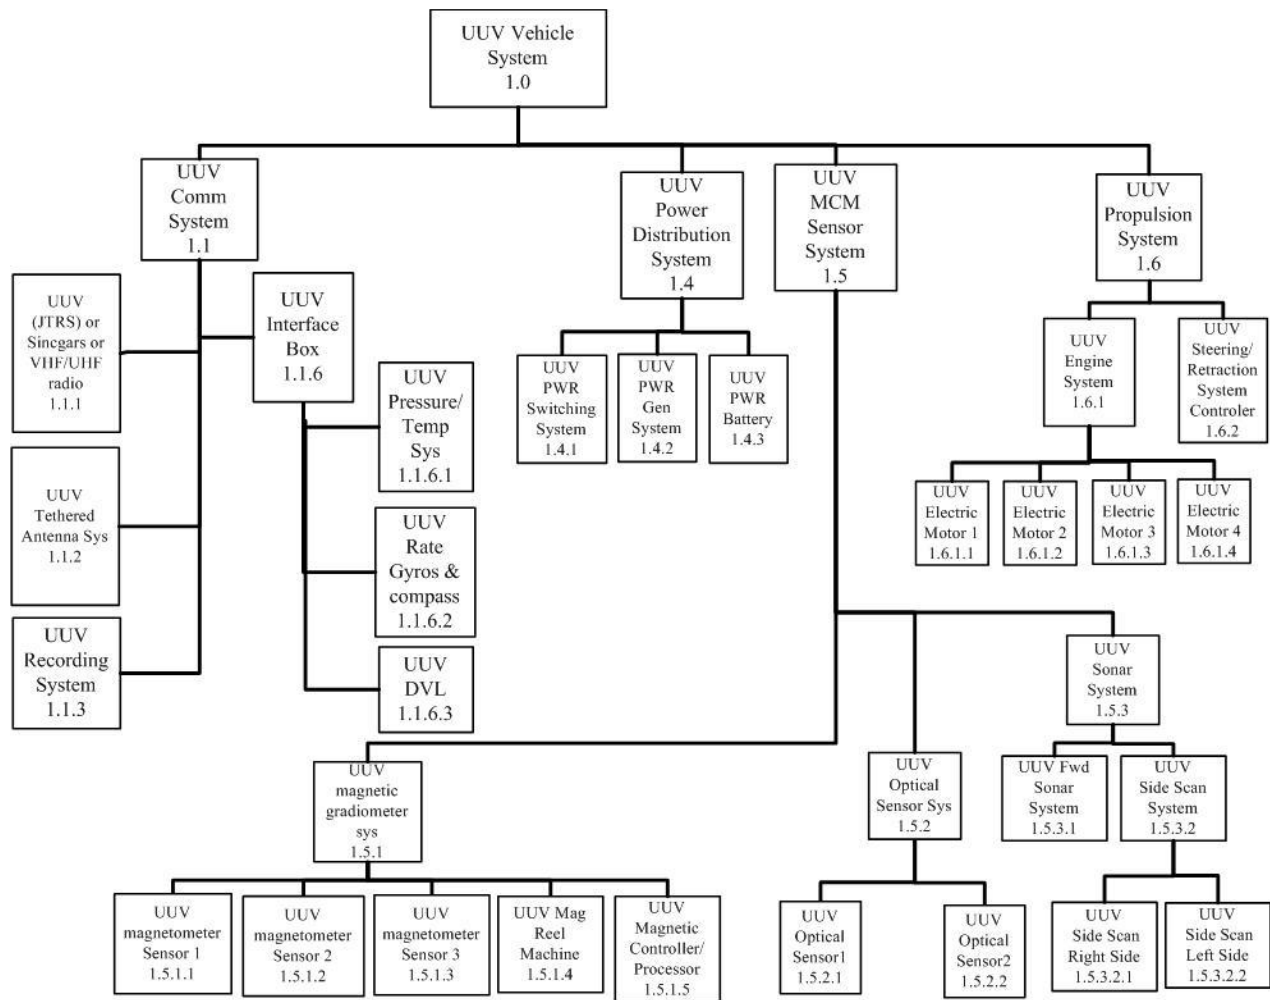 UUV Vehicle
System
1.0
UUV
Comm
System
1.1
UUV
Power
Distribution
System
1.4
UUV
MCM
Sensor
System
1.5
UUV
Propulsion
System
1.6
UUV
(JTRS) or
Sincgars or
VHF/UHF
radio
1.1.1
UUV
Interface
Box
1.1.6
UUV
Tethered
Antenna Sys
1.1.2
UUV
Recording
System
1.1.3
UUV
Pressure/
Temp
Sys
1.1.6.1
UUV
Rate
Gyros &
compass
1.1.6.2
UUV
DVL
1.1.6.3
UUV
PWR
Switching
System
1.4.1
UUV
PWR
Gen
System
1.4.2
UUV
PWR
Battery
1.4.3
UUV
Engine
System
1.6.1
UUV
Steering/
Retraction
System
Controler
1.6.2
UUV
Electric
Motor 1
1.6.1.1
UUV
Electric
Motor 2
1.6.1.2
UUV
Electric
Motor 3
1.6.1.3
UUV
Electric
Motor 4
1.6.1.4
UUV
magnetic
gradiometer
sys
1.5.1
UUV
Optical
Sensor Sys
1.5.2
UUV
Sonar
System
1.5.3
UUV Fwd
Sonar
System
1.5.3.1
UUV
Side Scan
System
1.5.3.2
UUV
magnetometer
Sensor 1
1.5.1.1
UUV
magnetometer
Sensor 2
1.5.1.2
UUV
magnetometer
Sensor 3
1.5.1.3
UUV Mag
Reel
Machine
1.5.1.4
UUV
Magnetic
Controller/
Processor
1.5.1.5
UUV
Optical
Sensor1
1.5.2.1
UUV
Optical
Sensor2
1.5.2.2
UUV
Side Scan
Right Side
1.5.3.2.1
UUV
Side Scan
Left Side
1.5.3.2.2